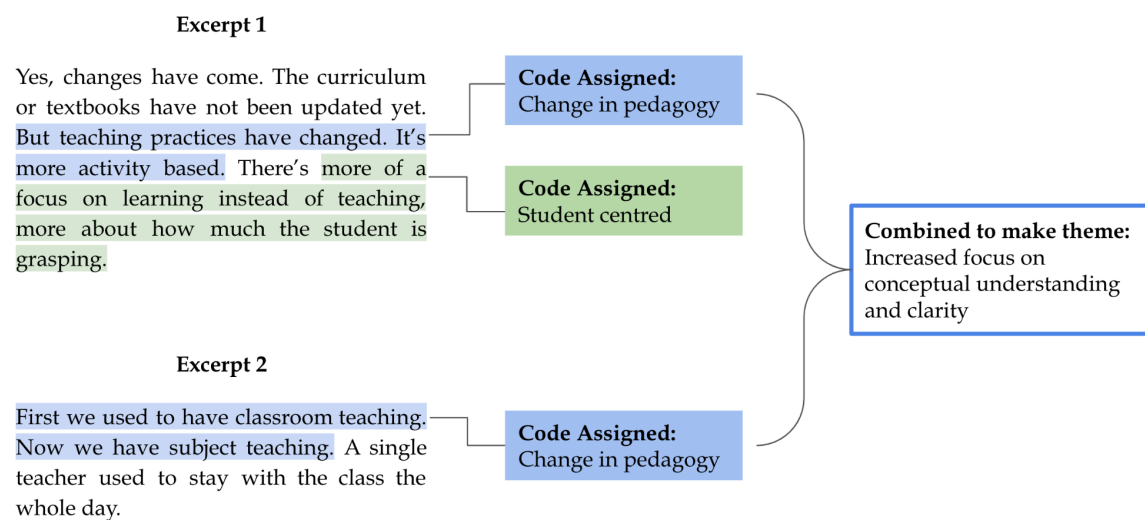 Excerpt 1
Yes, changes have come. The curriculum
or textbooks have not been updated yet.
But teaching practices have changed. It’s
more activity based. There’s more of a
focus on learning instead of teaching,
more about how much the student is
grasping.
Code Assigned:
Change in pedagogy
Code Assigned:
Student centred
Combined to make theme:
Increased focus on
conceptual understanding
and clarity
Excerpt 2
First we used to have classroom teaching.
Now we have subject teaching. A single
teacher used to stay with the class the
whole day.
Code Assigned:
Change in pedagogy